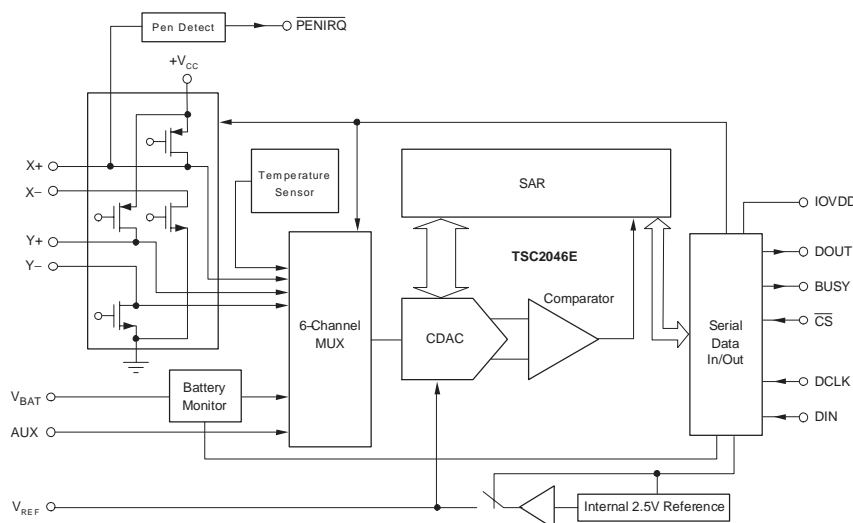 Pen Detect
PENIRQ
+VCC
X+
X–
Y+
Y–
Temperature
Sensor
SAR
IOVDD
DOUT
BUSY
CS
DCLK
DIN
TSC2046E
Comparator
6-Channel
MUX
CDAC
Serial
Data
In/Out
VBAT
Battery
Monitor
AUX
VREF
Internal 2.5V Reference